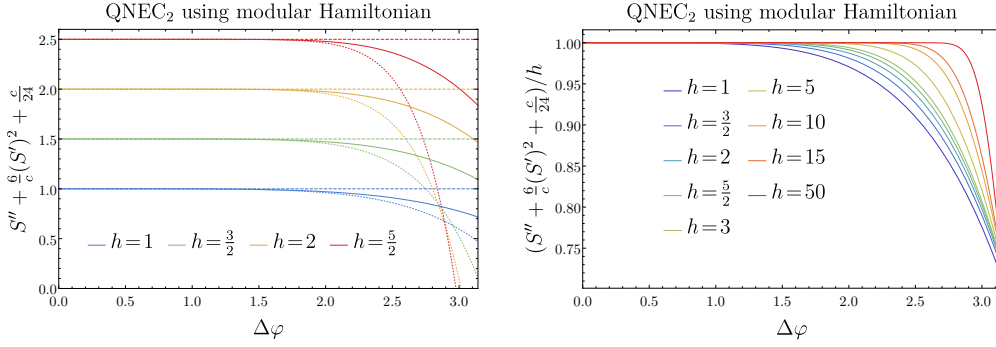 QNEC₂ using modular Hamiltonian
S'' + 6/c (S')² + c/24
2.5
2.0
1.5
1.0
0.5
0.0
h = 1
h = 3/2
h = 2
h = 5/2
0.0 0.5 1.0 1.5 2.0 2.5 3.0
Δφ
QNEC₂ using modular Hamiltonian
(S'' + 6/c (S')² + c/24)/h
1.00
0.95
0.90
0.85
0.80
0.75
h = 1
h = 3/2
h = 2
h = 5/2
h = 3
h = 5
h = 10
h = 15
h = 50
0.0 0.5 1.0 1.5 2.0 2.5 3.0
Δφ